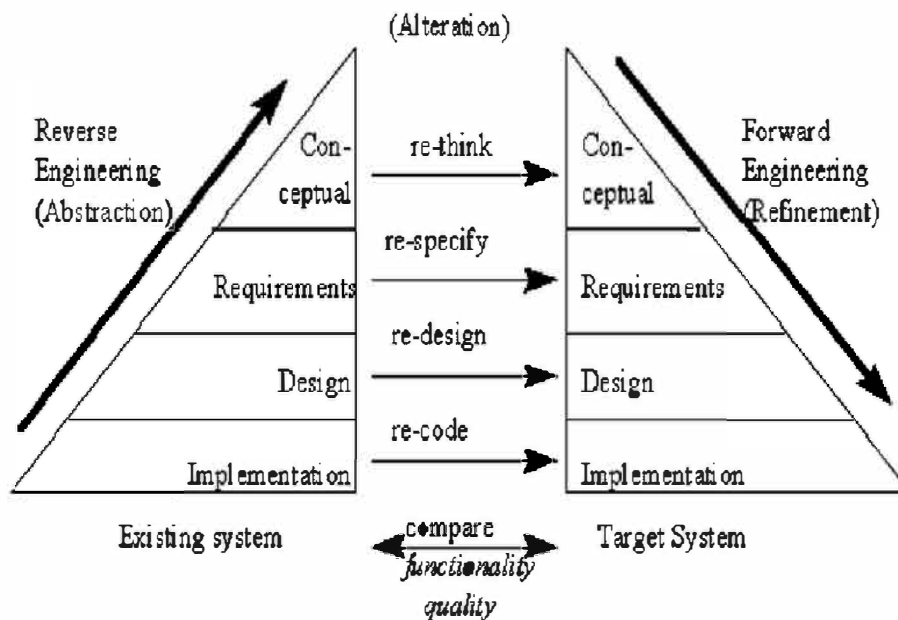 (Alteration)
Reverse
Engineering
(Abstraction)
Con-
ceptual
Requirements
Design
Implementation
Existing system
re-think
re-specify
re-design
re-code
compare
functionality
quality
Con-
ceptual
Requirements
Design
Implementation
Target System
Forward
Engineering
(Refinement)